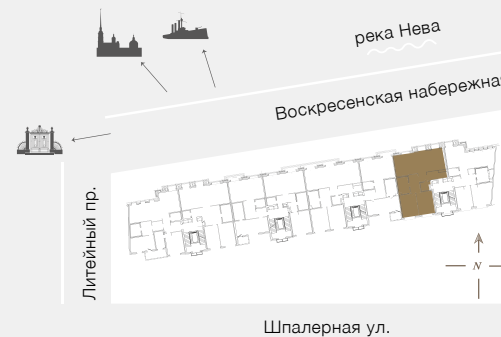 река Нева
Воскресенская набережна
Литейный пр.
N
Шпалерная ул.